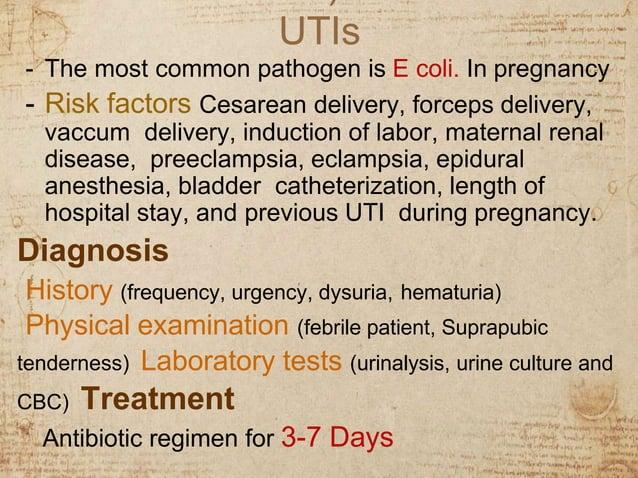 UTIs
- The most common pathogen is E coli. In pregnancy
- Risk factors Cesarean delivery, forceps delivery,
vaccum delivery, induction of labor, maternal renal
disease, preeclampsia, eclampsia, epidural
anesthesia, bladder catheterization, length of
hospital stay, and previous UTI during pregnancy.
Diagnosis
History (frequency, urgency, dysuria, hematuria)
Physical examination (febrile patient, Suprapubic
tenderness) Laboratory tests (urinalysis, urine culture and
CBC) Treatment
Antibiotic regimen for 3-7 Days